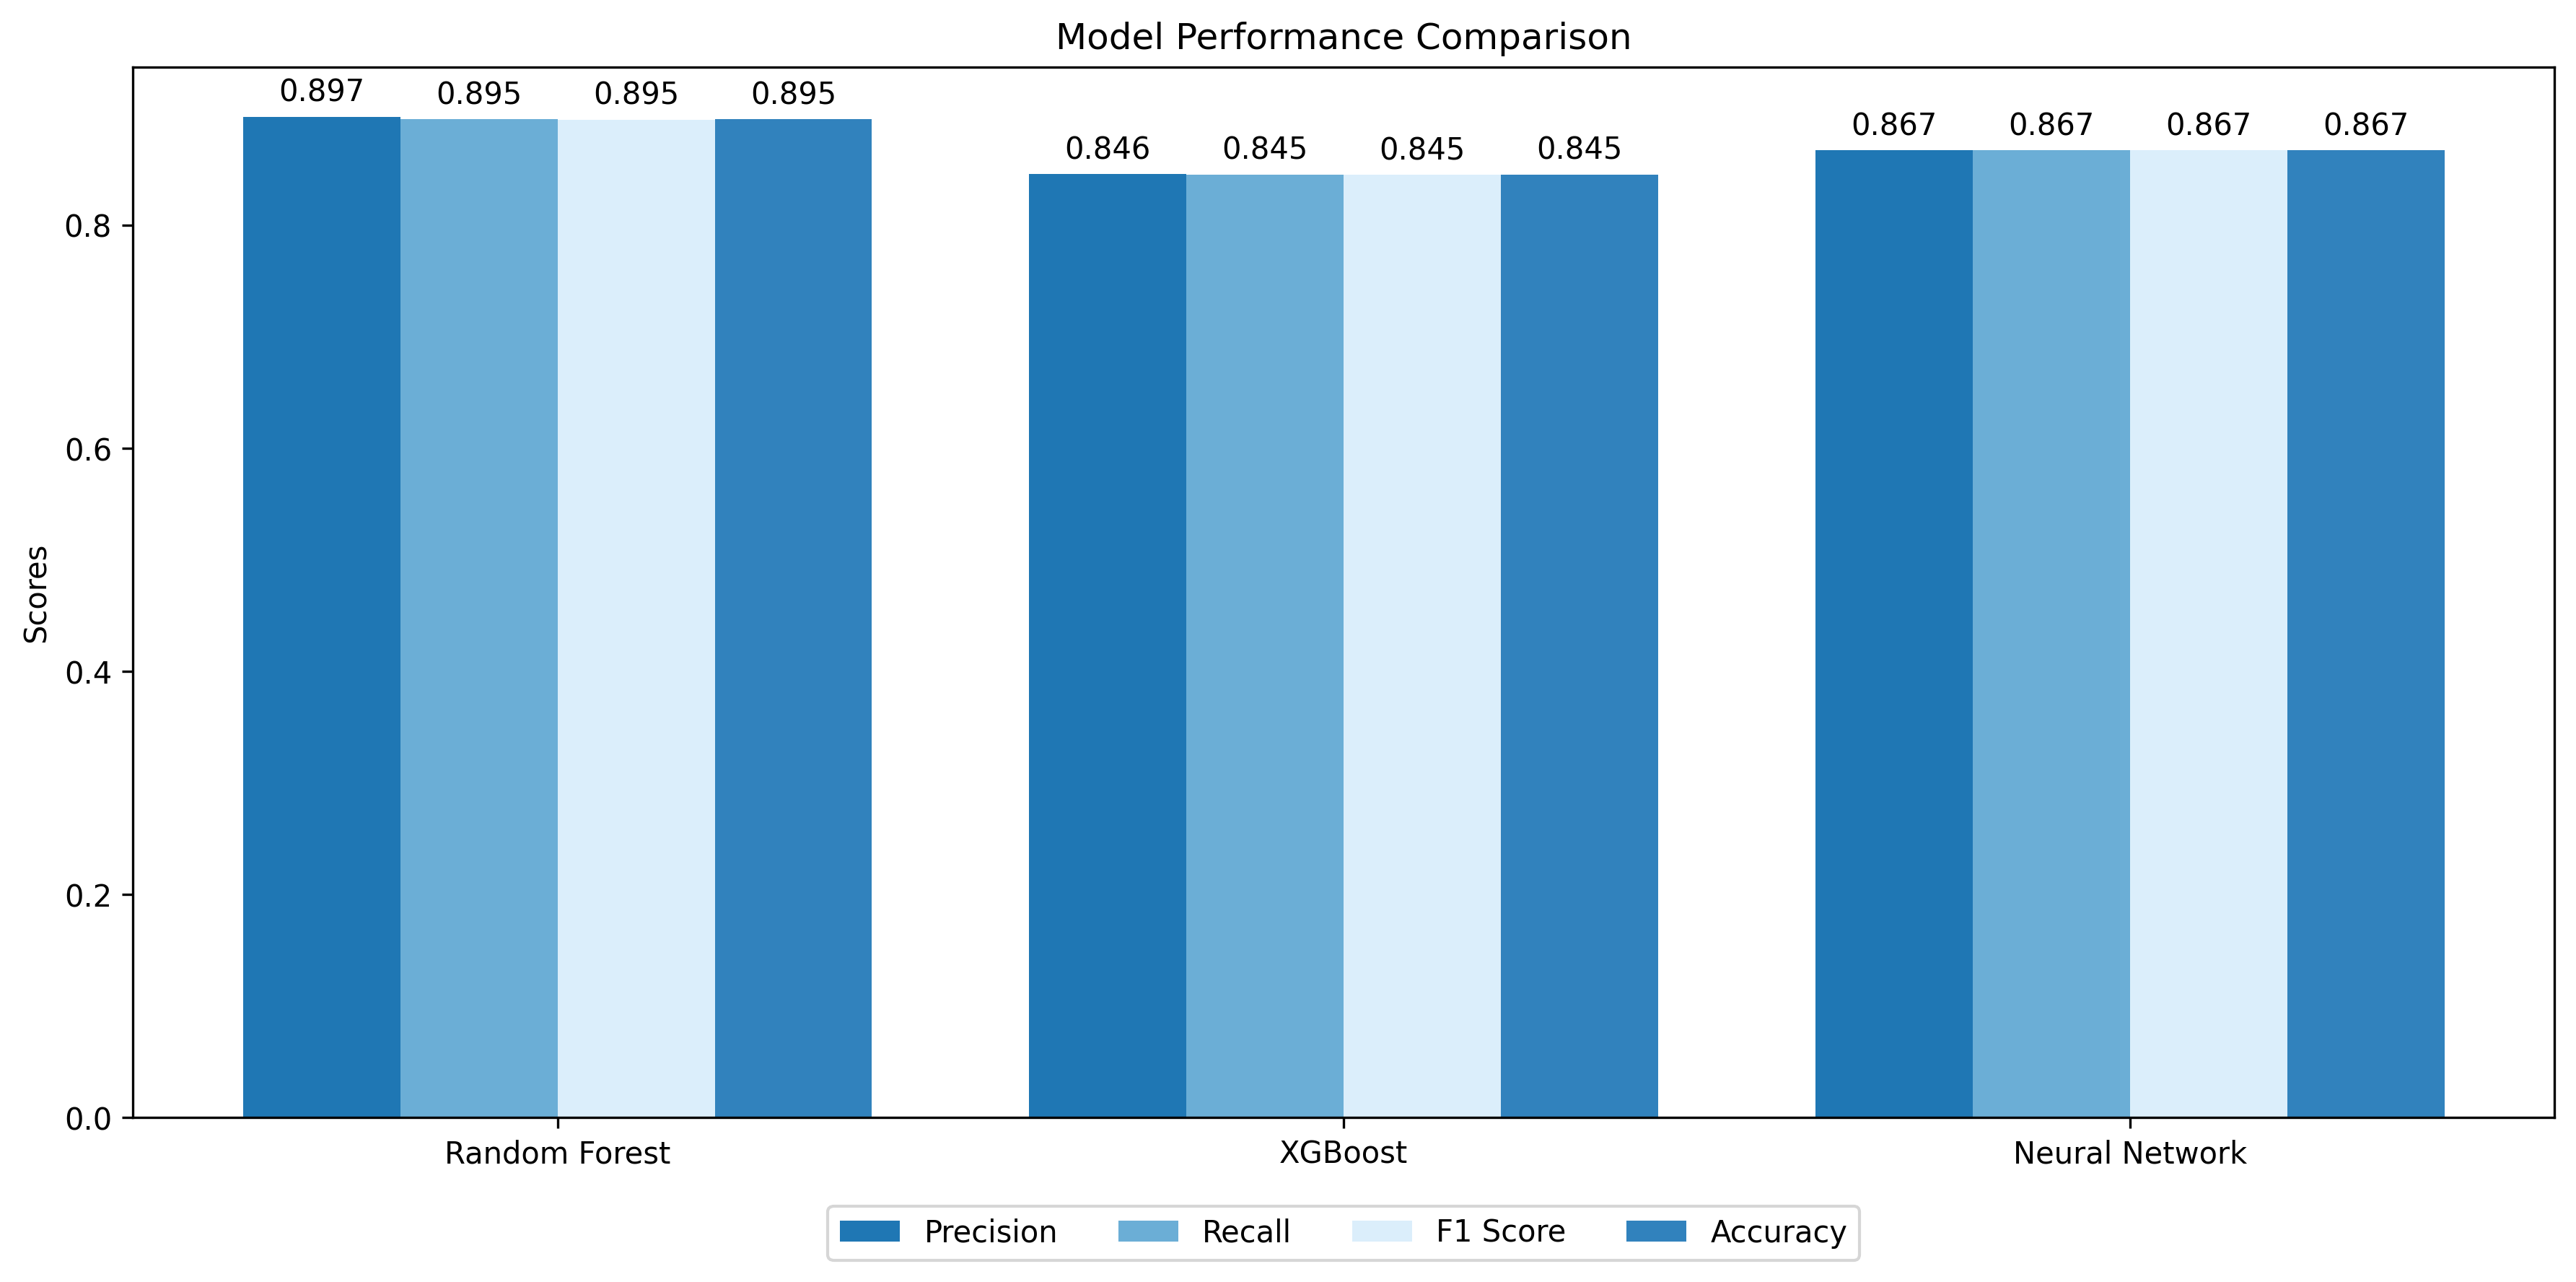 Model Performance Comparison
0.897 0.895 0.895 0.895
0.846 0.845 0.845 0.845
0.867 0.867 0.867 0.867
Scores
0.8
0.6
0.4
0.2
0.0
Random Forest XGBoost Neural Network
Precision Recall F1 Score Accuracy